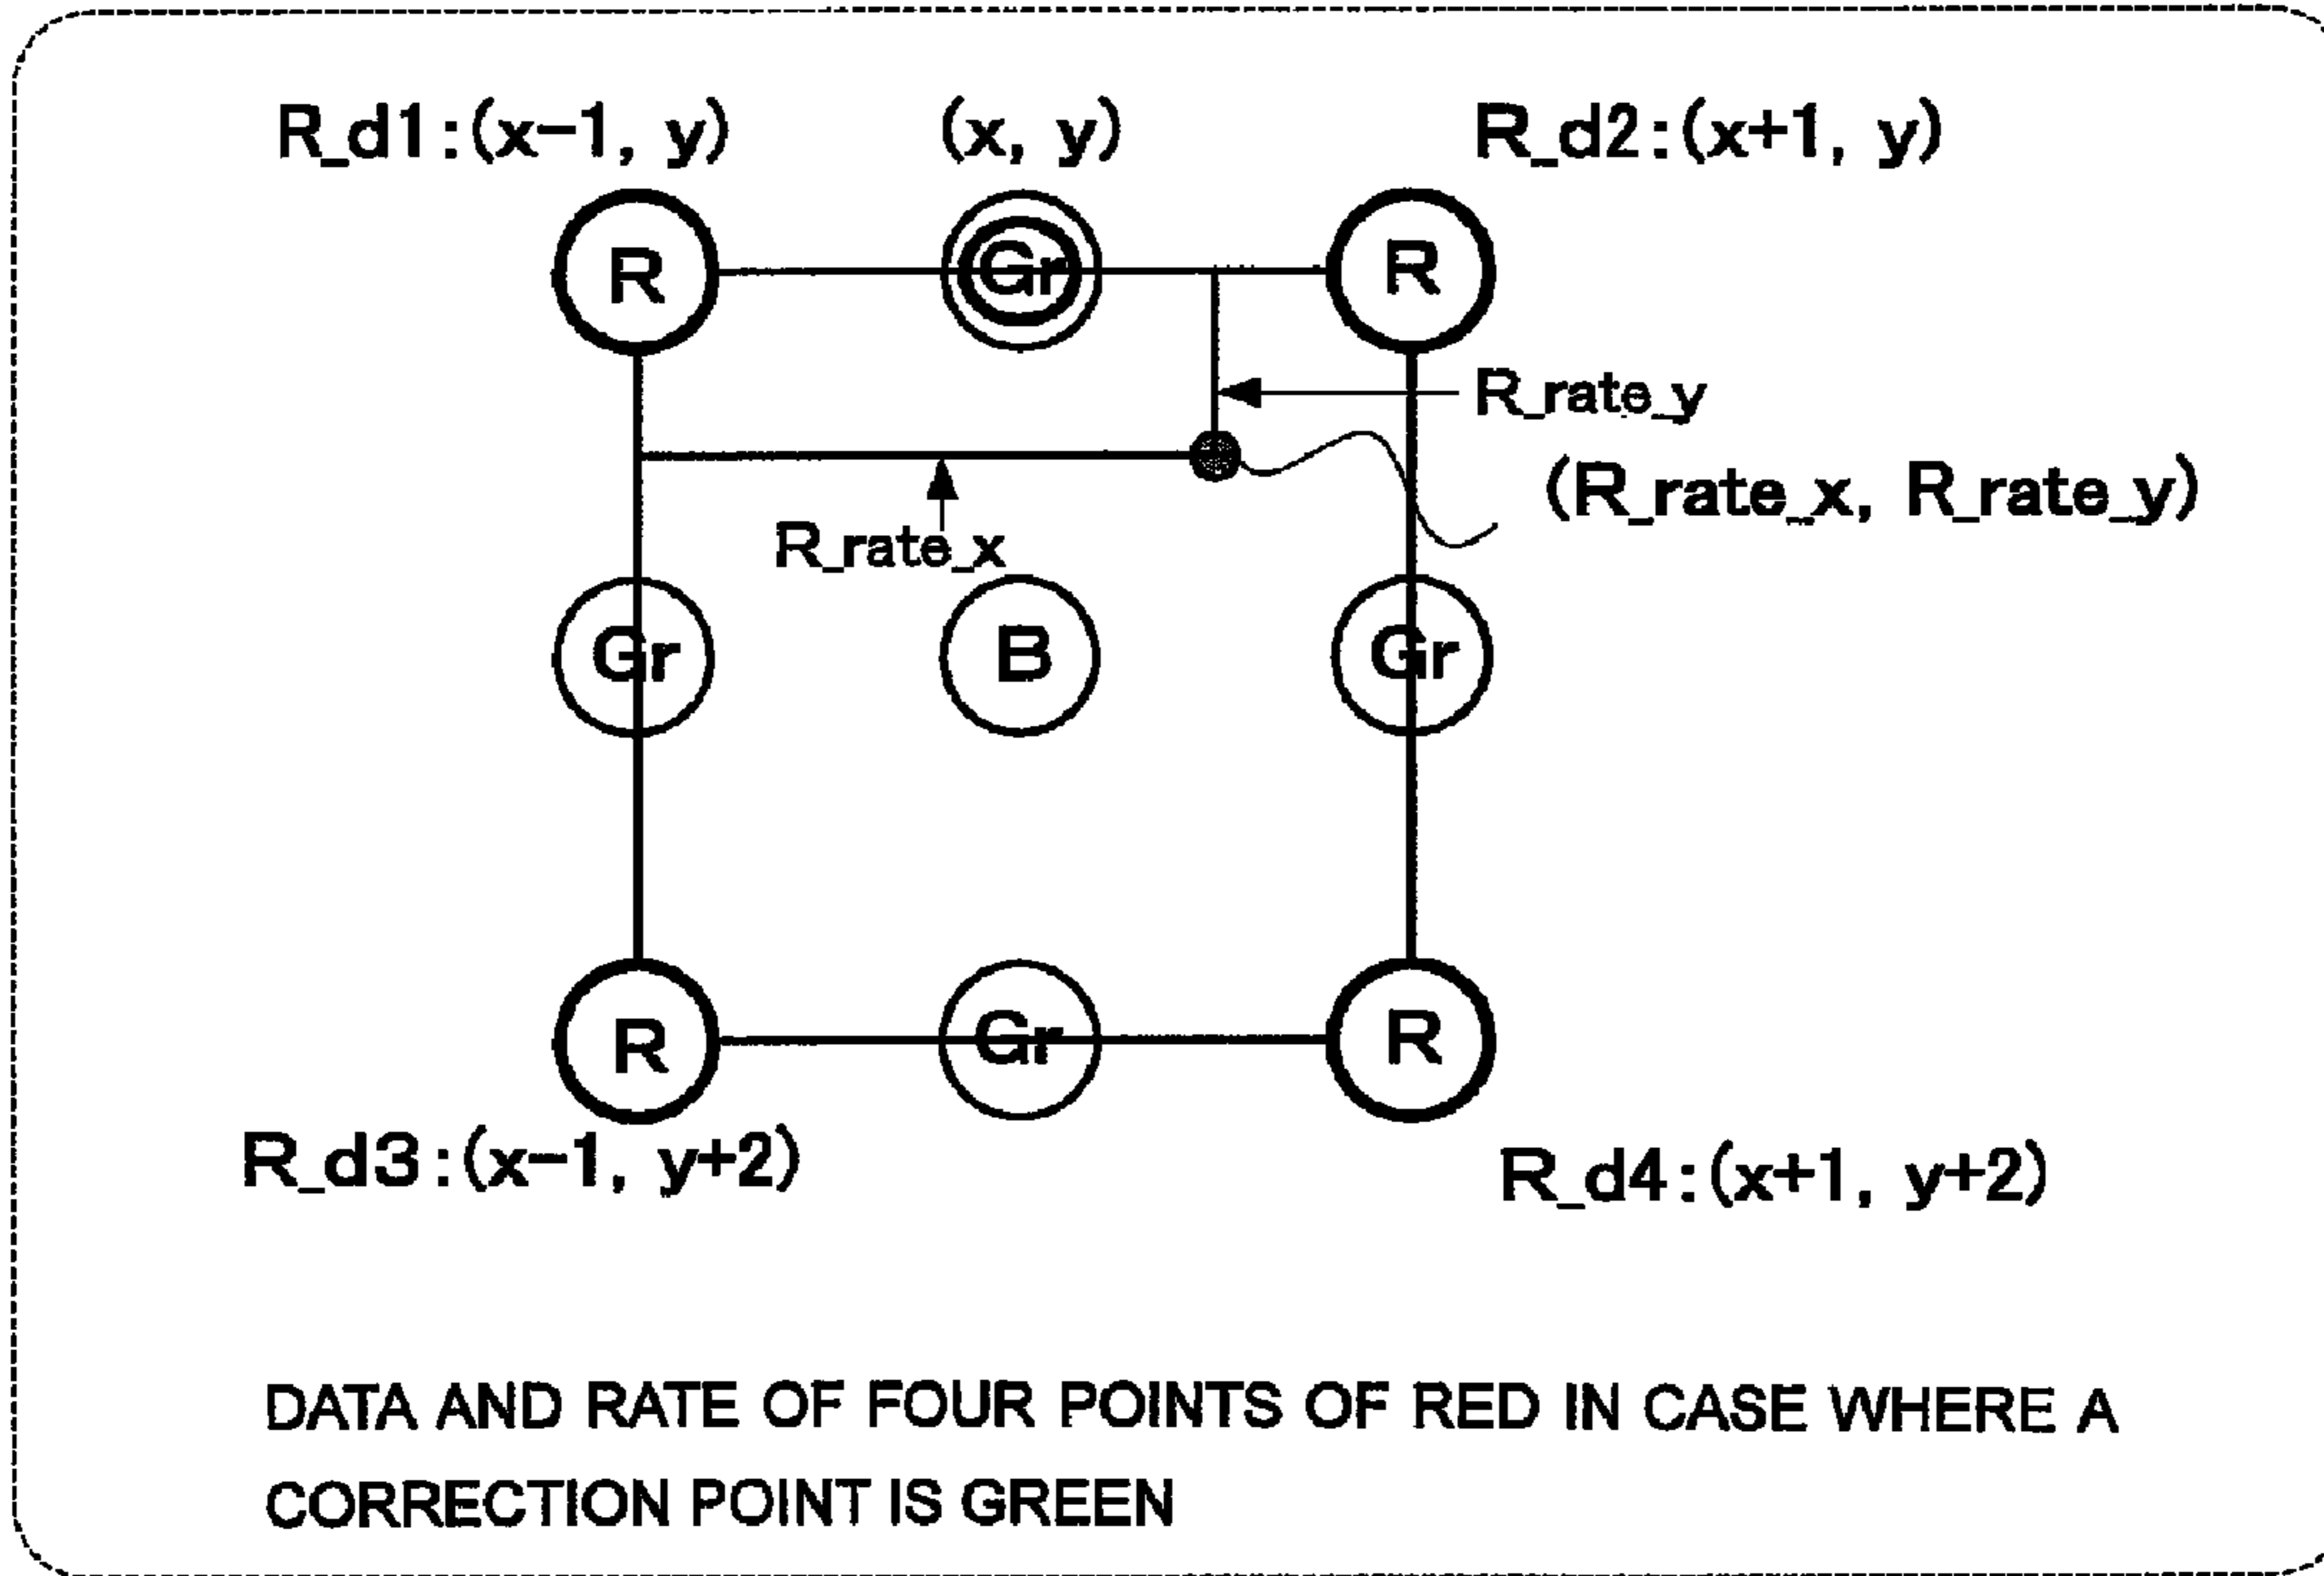 R_d1:(x-1, y) (x, y) R_d2:(x+1, y)
R Gr R
R_rate_y
(R_rate_x, R_rate_y)
R_rate_x
Gr B Gr
R Gr R
R_d3:(x-1, y+2) R_d4:(x+1, y+2)
DATA AND RATE OF FOUR POINTS OF RED IN CASE WHERE A
CORRECTION POINT IS GREEN